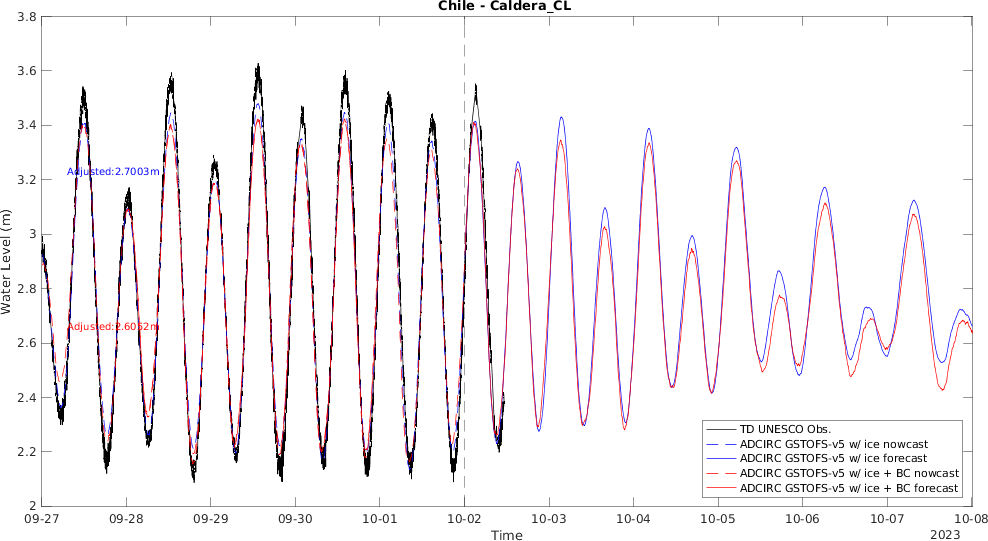 Chile - Caldera_CL
3.8
3.6
3.4
3.2
3
2.8
2.6
2.4
2.2
2
Water Level (m)
Adjusted:2.7003m
Adjusted:2.6052m
TD UNESCO Obs.
ADCIRC GSTOFS-v5 w/ ice nowcast
ADCIRC GSTOFS-v5 w/ ice forecast
ADCIRC GSTOFS-v5 w/ ice + BC nowcast
ADCIRC GSTOFS-v5 w/ ice + BC forecast
09-27 09-28 09-29 09-30 10-01 10-02 10-03 10-04 10-05 10-06 10-07 10-08
Time
2023